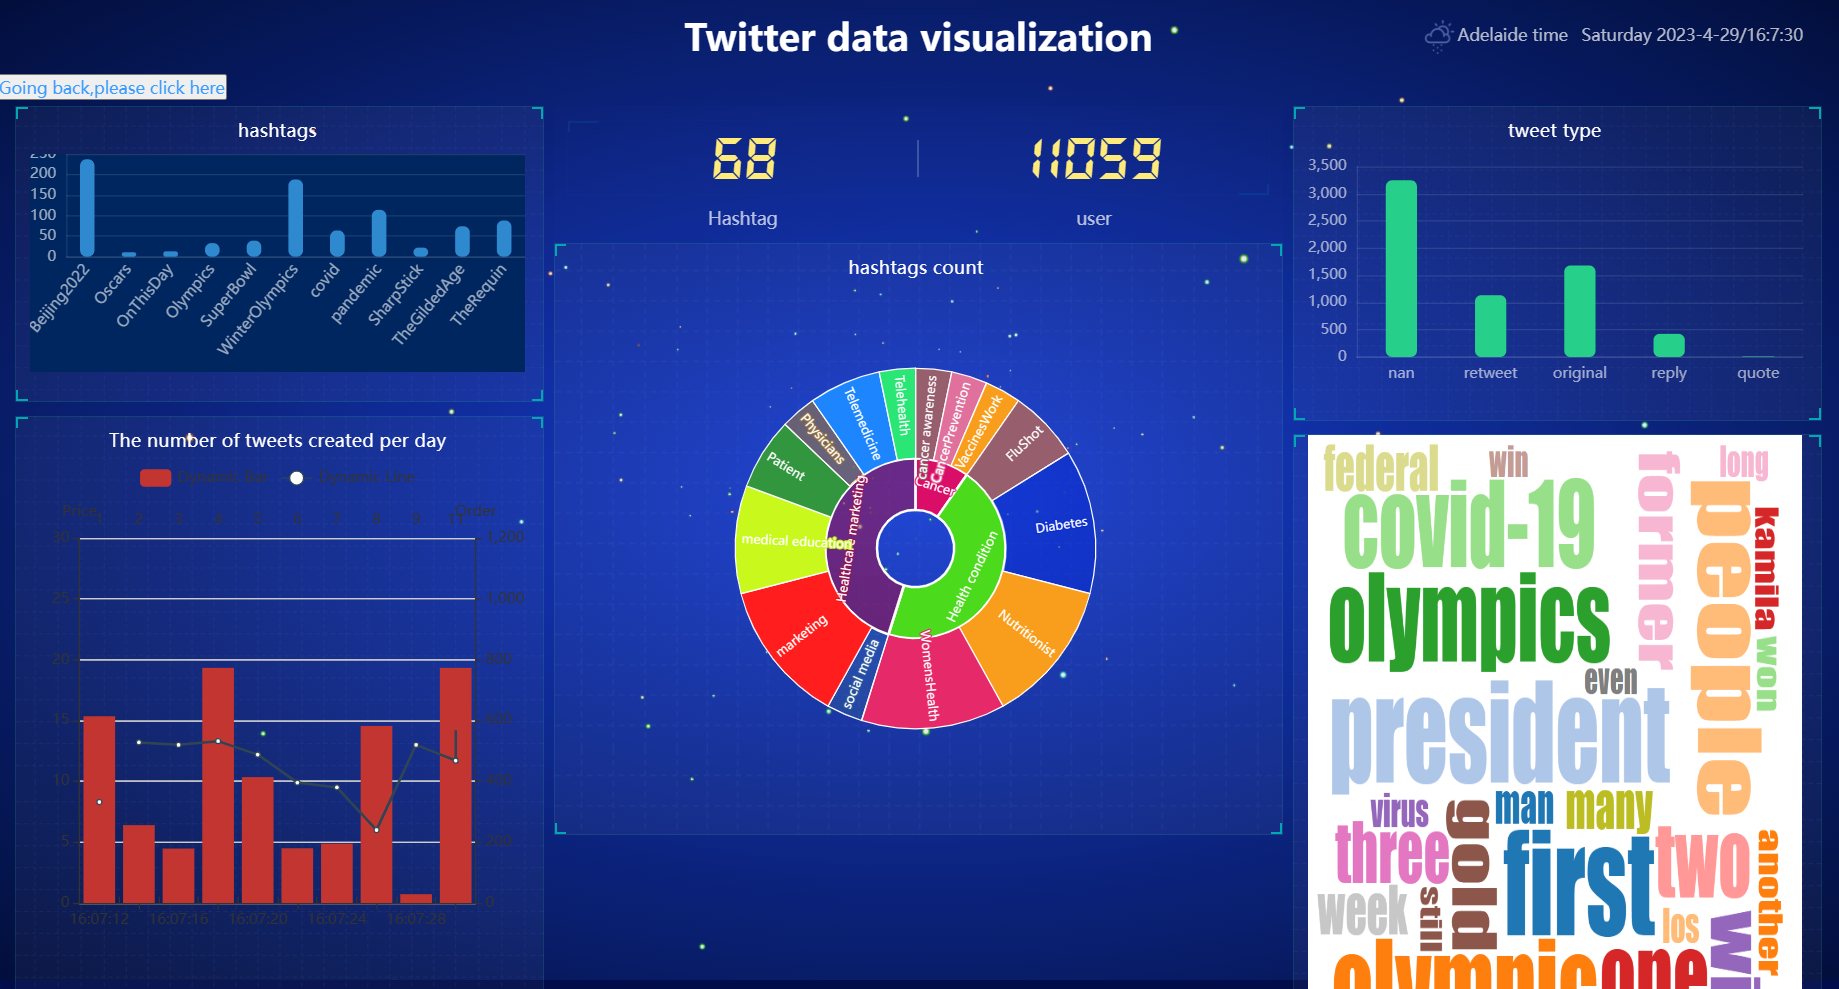 Twitter data visualization
Adelaide time Saturday 2023-4-29/16:7:30
Going back,please click here
hashtags
250
200
150
100
50
0
Beijing2022
Oscars
OnThisDay
Olympics
SuperBowl
WinterOlympics
covid
pandemic
SharpStick
TheGildedAge
TheRequin
The number of tweets created per day
Dynamic Bar Dynamic Line
Price Order
1 2 3 4 5 6 7 8 9
30 1,200
25 1,000
20 800
15 600
10 400
5 200
0 0
16:07:12 16:07:16 16:07:20 16:07:24 16:07:28
68 11059
Hashtag user
hashtags count
cancer awareness
CancerPrevention
VaccinesWork
FluShot
Diabetes
Nutritionist
WomensHealth
social media
marketing
medical education
Patient
Physicians
Telemedicine
Telehealth
Cancer
Health condition
Healthcare marketing
tweet type
3,500
3,000
2,500
2,000
1,500
1,000
500
0
nan retweet original reply quote
federal
win
long
covid-19
former
people
kamila
olympics
won
even
president
virus
man
many
three
gold
first
two
another
week
still
los
olympic
one